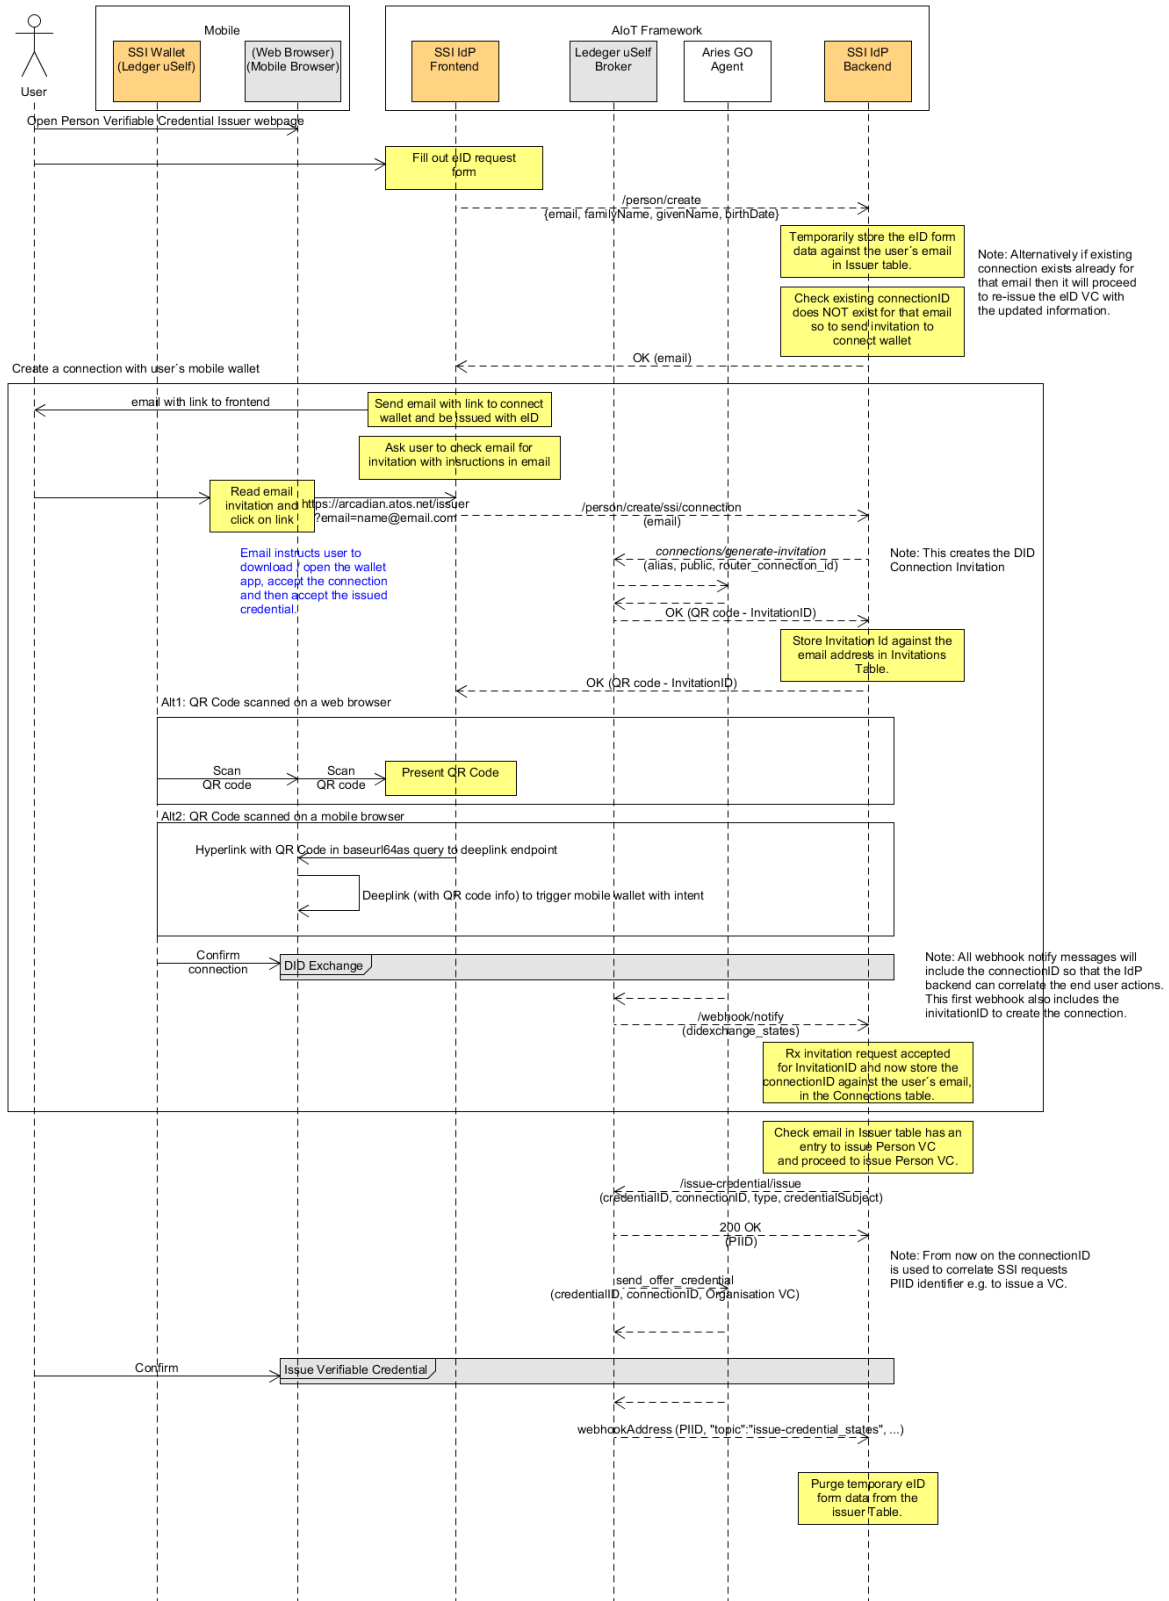 Mobile
AIoT Framework
SSI Wallet
(Ledger uSelf)
(Web Browser)
(Mobile Browser)
SSI IdP
Frontend
Ledeger uSelf
Broker
Aries GO
Agent
SSI IdP
Backend
User
Open Person Verifiable Credential Issuer webpage
Fill out eID request
form
/person/create
{email, familyName, givenName, birthDate}
Temporarily store the eID form
data against the user´s email
in Issuer table.
Note: Alternatively if existing
connection exists already for
that email then it will proceed
to re-issue the eID VC with
the updated information.
Check existing connectionID
does NOT exist for that email
so to send invitation to
connect wallet
OK (email)
Create a connection with user´s mobile wallet
email with link to frontend
Send email with link to connect
wallet and be issued with eID
Ask user to check email for
invitation with insructions in email
Read email
invitation and
click on link
https://arcadian.atos.net/issuer
?email=name@email.com
/person/create/ssi/connection
(email)
Email instructs user to
download / open the wallet
app, accept the connection
and then accept the issued
credential.
connections/generate-invitation
(alias, public, router_connection_id)
Note: This creates the DID
Connection Invitation
OK (QR code - InvitationID)
Store Invitation Id against the
email address in Invitations
Table.
OK (QR code - InvitationID)
Alt1: QR Code scanned on a web browser
Scan
QR code
Scan
QR code
Present QR Code
Alt2: QR Code scanned on a mobile browser
Hyperlink with QR Code in baseurl64as query to deeplink endpoint
Deeplink (with QR code info) to trigger mobile wallet with intent
Confirm
connection
DID Exchange
Note: All webhook notify messages will
include the connectionID so that the IdP
backend can correlate the end user actions.
This first webhook also includes the
inivitationID to create the connection.
/webhook/notify
(didexchange_states)
Rx invitation request accepted
for InvitationID and now store the
connectionID against the user´s email,
in the Connections table.
Check email in Issuer table has an
entry to issue Person VC
and proceed to issue Person VC.
/issue-credential/issue
(credentialID, connectionID, type, credentialSubject)
200 OK
(PIID)
Note: From now on the connectionID
is used to correlate SSI requests
PIID identifier e.g. to issue a VC.
send_offer_credential
(credentialID, connectionID, Organisation VC)
Confirm
Issue Verifiable Credential
webhookAddress (PIID, "topic":"issue-credential_states", ...)
Purge temporary eID
form data from the
issuer Table.